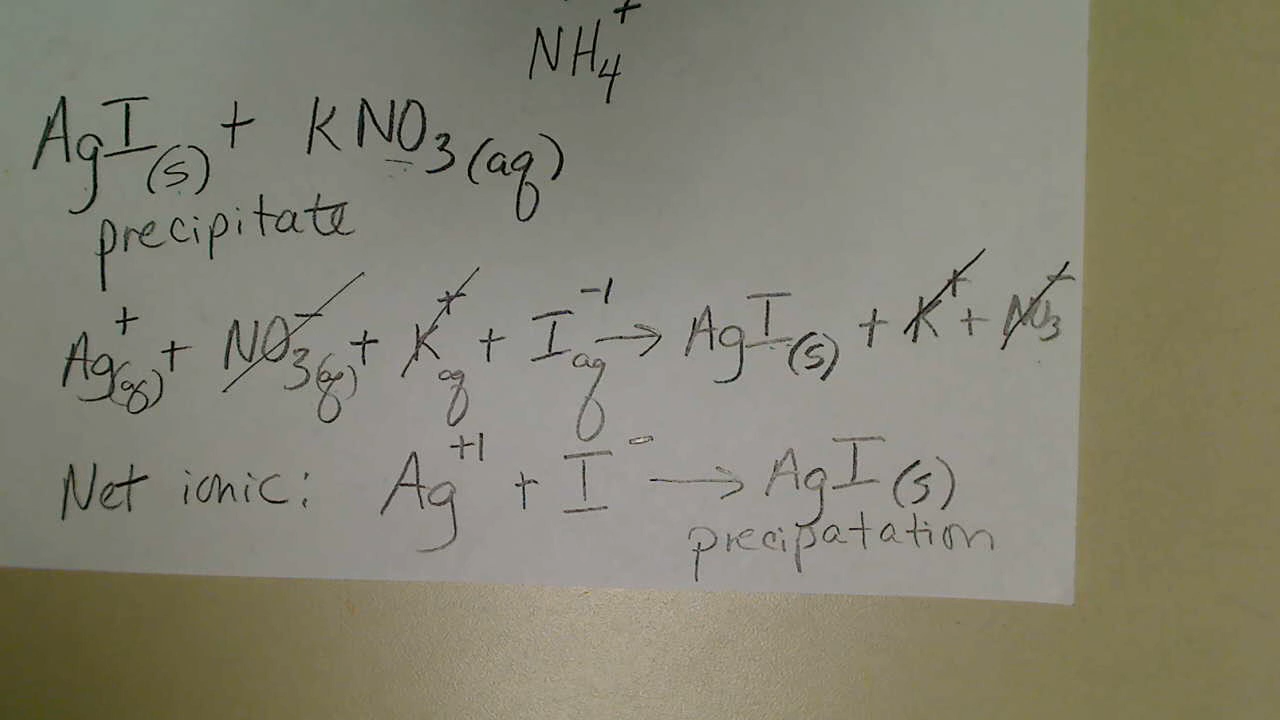 NH₄⁺
AgI(s) + KNO₃(aq)
precipitate
Ag⁺(aq) + NO₃⁻(aq) + K⁺aq + I⁻¹aq → AgI(s) + K⁺ + NO₃⁻
Net ionic: Ag⁺¹ + I⁻ → AgI(s)
precipatation